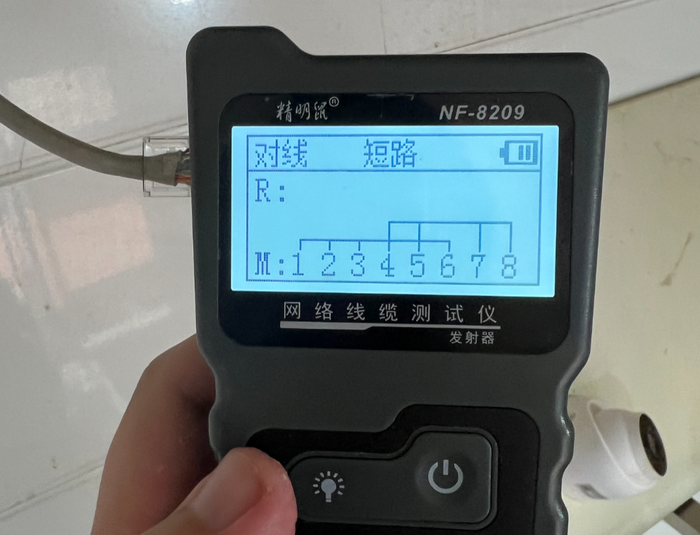 精明鼠®
NF-8209
对线 短路
R:
M:1 2 3 4 5 6 7 8
网络线缆测试仪
发射器